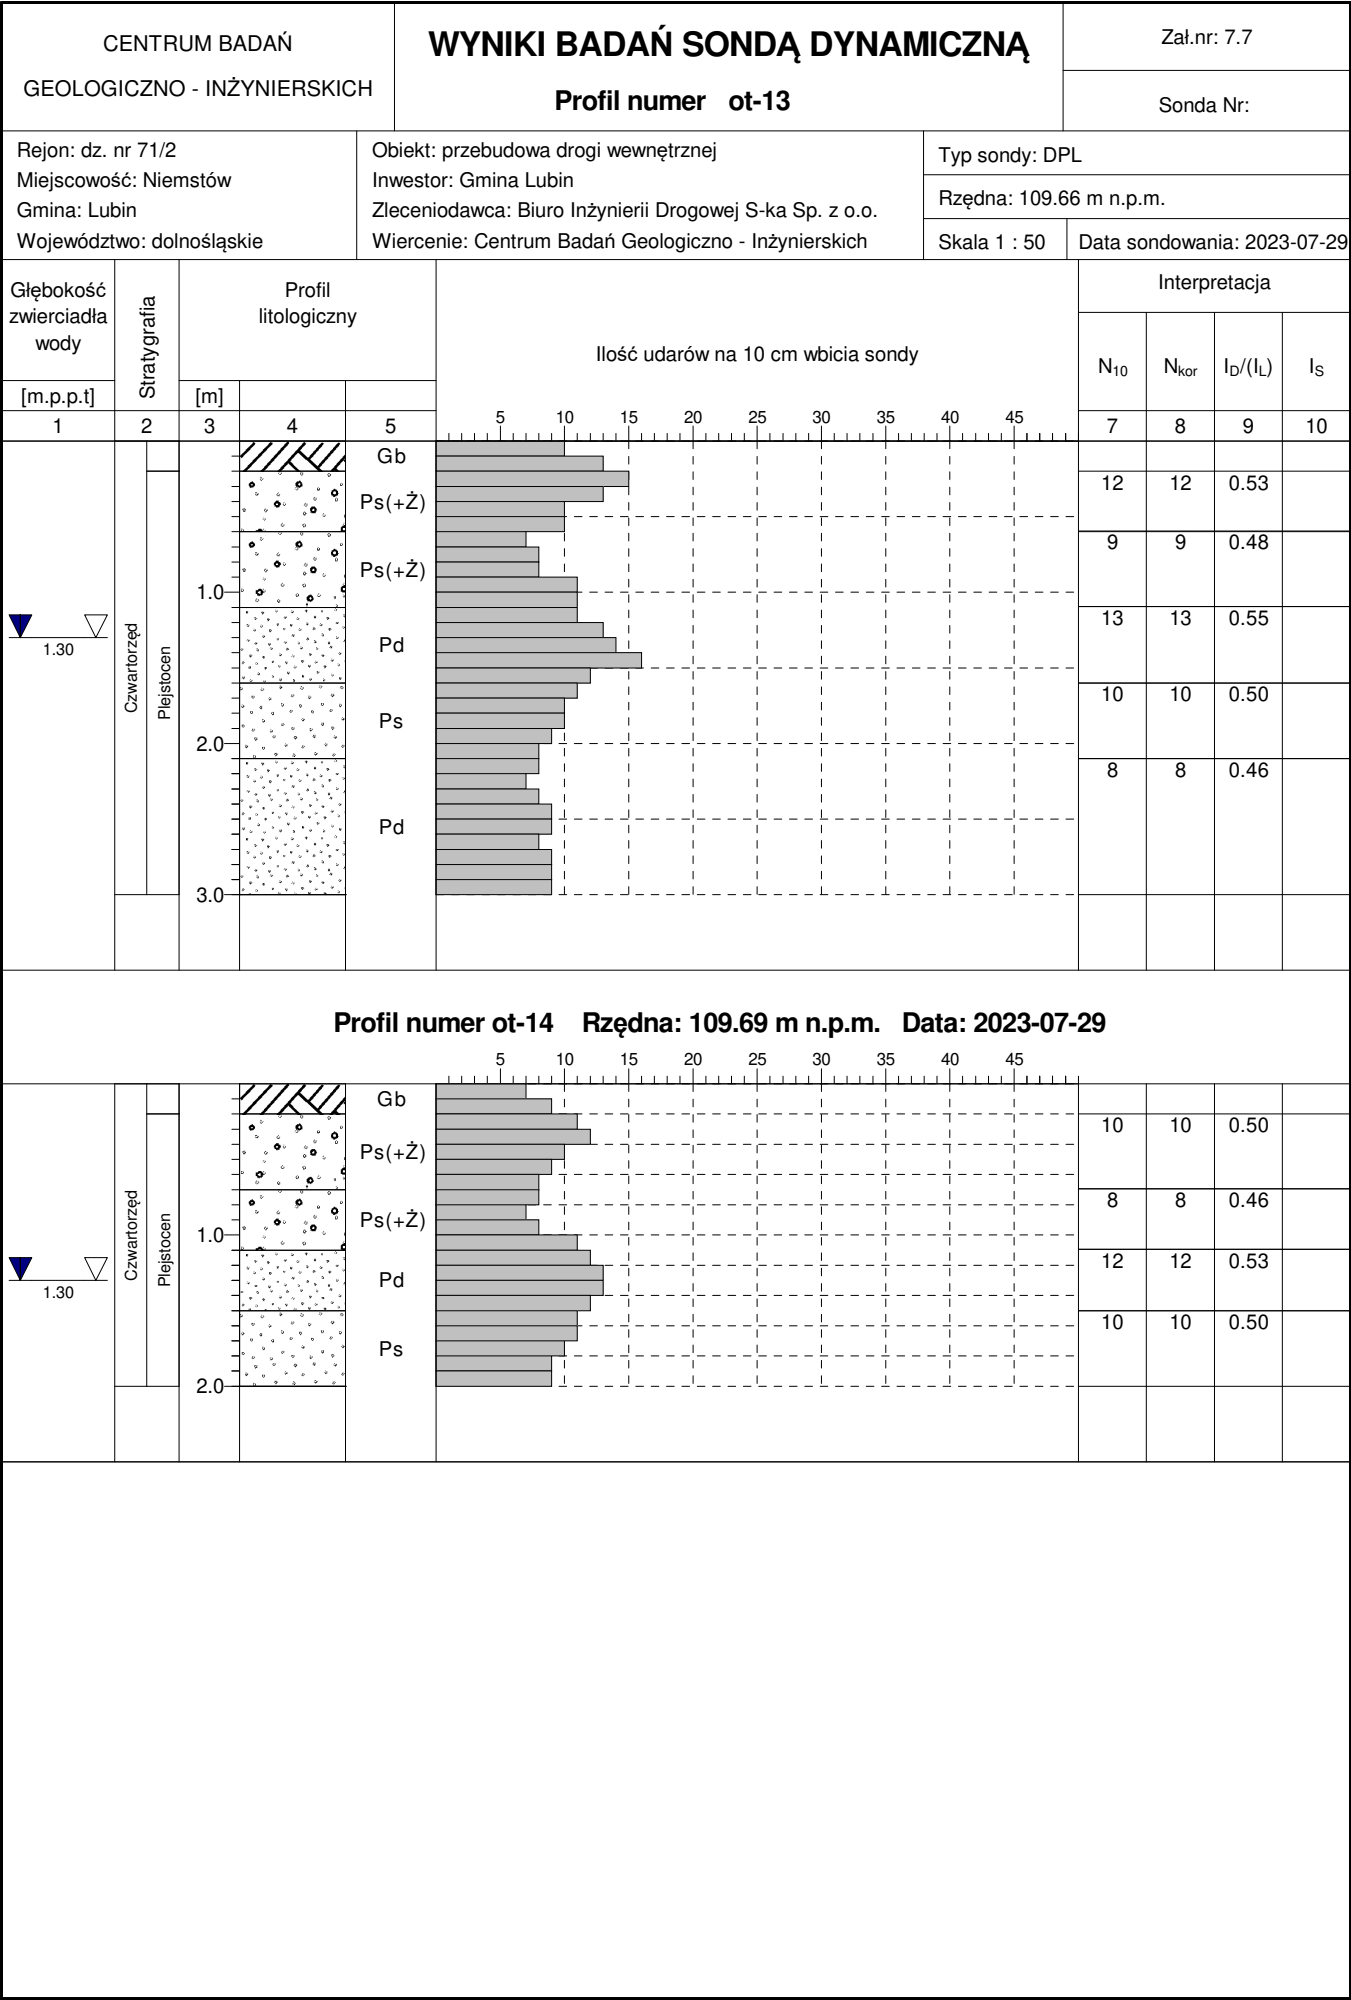 CENTRUM BADAŃ
GEOLOGICZNO - INŻYNIERSKICH
WYNIKI BADAŃ SONDĄ DYNAMICZNĄ
Profil numer ot-13
Zał.nr: 7.7
Sonda Nr:
Rejon: dz. nr 71/2
Miejscowość: Niemstów
Gmina: Lubin
Województwo: dolnośląskie
Obiekt: przebudowa drogi wewnętrznej
Inwestor: Gmina Lubin
Zleceniodawca: Biuro Inżynierii Drogowej S-ka Sp. z o.o.
Wiercenie: Centrum Badań Geologiczno - Inżynierskich
Typ sondy: DPL
Rzędna: 109.66 m n.p.m.
Skala 1 : 50
Data sondowania: 2023-07-29
Głębokość
zwierciadła
wody
[m.p.p.t]
Stratygrafia
Profil
litologiczny
[m]
Ilość udarów na 10 cm wbicia sondy
Interpretacja
N10 Nkor ID/(IL) IS
5 10 15 20 25 30 35 40 45
1 2 3 4 5 7 8 9 10
Gb
Ps(+Ż) 12 12 0.53
Ps(+Ż) 9 9 0.48
1.0
Pd 13 13 0.55
1.30
Czwartorzęd
Plejstocen
Ps 10 10 0.50
2.0
Pd 8 8 0.46
3.0
Profil numer ot-14 Rzędna: 109.69 m n.p.m. Data: 2023-07-29
5 10 15 20 25 30 35 40 45
Gb
Ps(+Ż) 10 10 0.50
Ps(+Ż) 8 8 0.46
1.0
Pd 12 12 0.53
1.30
Czwartorzęd
Plejstocen
Ps 10 10 0.50
2.0